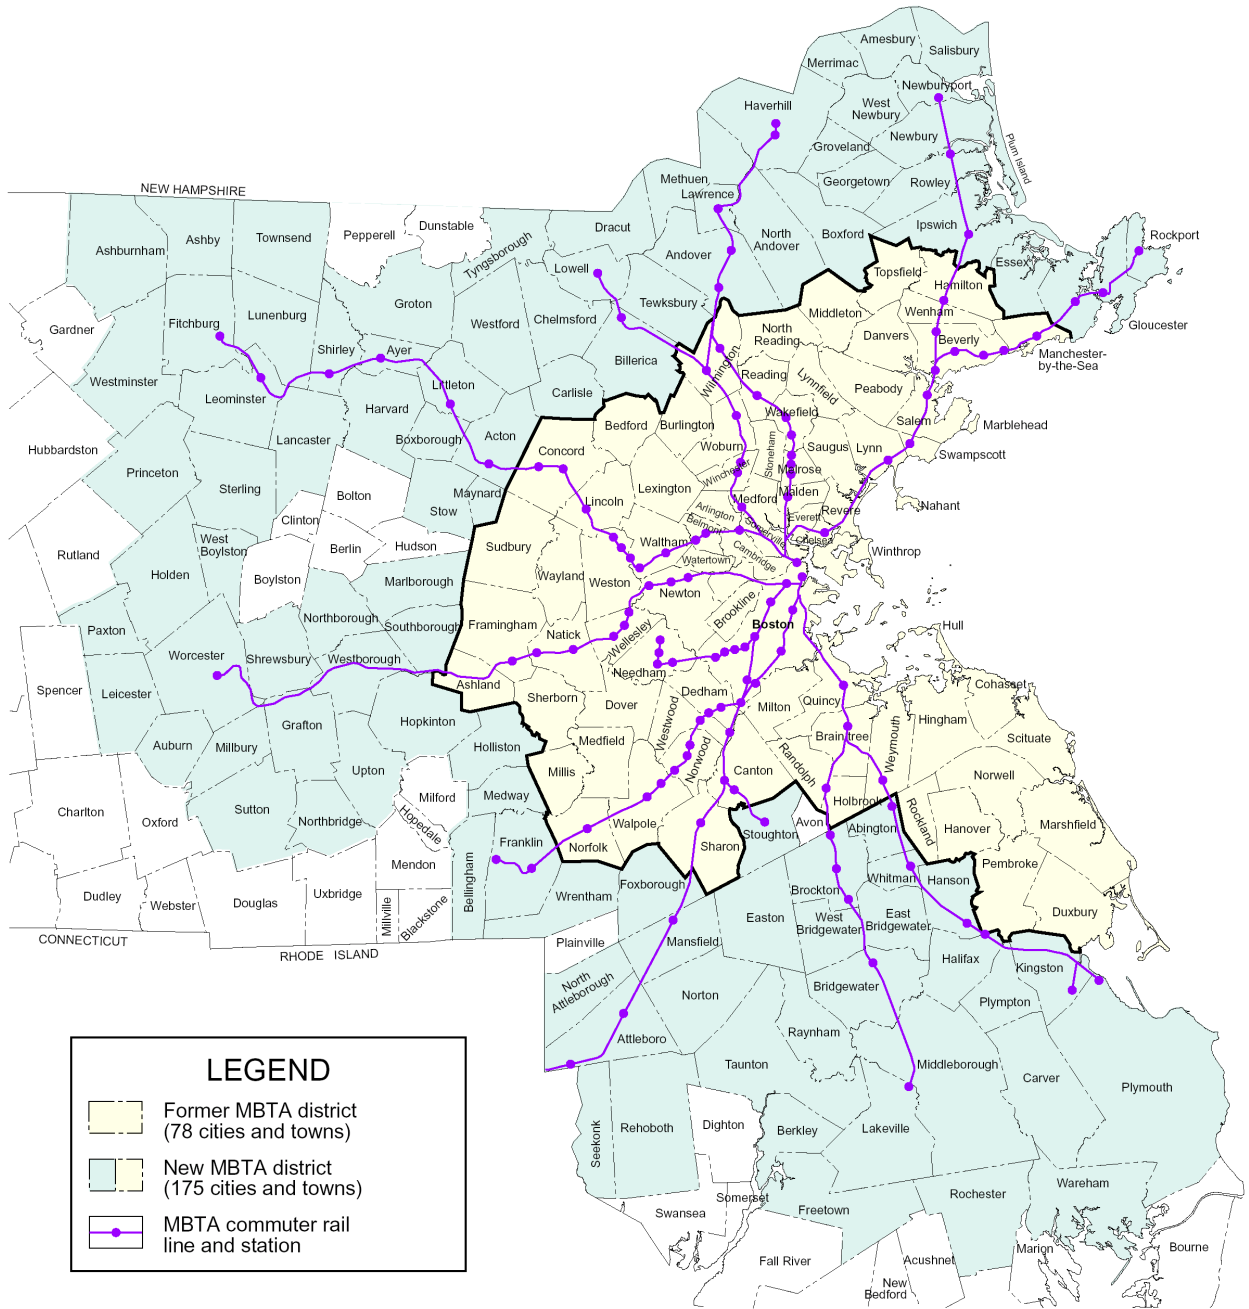 Amesbury
Salisbury
Merrimac
Newburyport
Haverhill
West
Newbury
Newbury
Plum Island
Groveland
Methuen
Lawrence
Georgetown
Rowley
NEW HAMPSHIRE
Dunstable
Pepperell
Tyngsborough
Dracut
North
Andover
Boxford
Ipswich
Rockport
Ashburnham
Ashby
Townsend
Lowell
Andover
Topsfield
Essex
Hamilton
Groton
Tewksbury
Gloucester
Gardner
Fitchburg
Lunenburg
Westford
Chelmsford
Middleton
Wenham
North
Reading
Danvers
Beverly
Shirley
Ayer
Billerica
Wilmington
Manchester-
by-the-Sea
Westminster
Leominster
Littleton
Carlisle
Reading
Lynnfield
Peabody
Harvard
Hubbardston
Lancaster
Boxborough
Acton
Bedford
Burlington
Wakefield
Salem
Marblehead
Concord
Woburn
Stoneham
Saugus
Lynn
Swampscott
Princeton
Sterling
Bolton
Maynard
Lexington
Winchester
Melrose
Stow
Lincoln
Medford
Malden
Nahant
Clinton
Arlington
Everett
Revere
Rutland
West
Boylston
Berlin
Hudson
Sudbury
Waltham
Belmont
Somerville
Chelsea
Winthrop
Holden
Boylston
Marlborough
Wayland
Weston
Watertown
Cambridge
Newton
Brookline
Northborough
Southborough
Framingham
Natick
Wellesley
Boston
Hull
Paxton
Worcester
Shrewsbury
Westborough
Needham
Spencer
Leicester
Ashland
Sherborn
Dover
Dedham
Milton
Quincy
Cohasset
Hingham
Auburn
Millbury
Grafton
Hopkinton
Westwood
Holliston
Medfield
Norwood
Randolph
Braintree
Weymouth
Scituate
Upton
Millis
Canton
Norwell
Charlton
Oxford
Sutton
Northbridge
Milford
Hopedale
Medway
Walpole
Holbrook
Rockland
Hanover
Marshfield
Mendon
Franklin
Norfolk
Sharon
Stoughton
Avon
Abington
Pembroke
Dudley
Webster
Douglas
Uxbridge
Millville
Blackstone
Bellingham
Wrentham
Foxborough
Brockton
Whitman
Hanson
Duxbury
CONNECTICUT
RHODE ISLAND
Plainville
Mansfield
Easton
West
Bridgewater
East
Bridgewater
Halifax
Kingston
North
Attleborough
Norton
Bridgewater
Plympton
Attleboro
Raynham
Taunton
Middleborough
Carver
Plymouth
LEGEND
Former MBTA district
(78 cities and towns)
New MBTA district
(175 cities and towns)
MBTA commuter rail
line and station
Seekonk
Rehoboth
Dighton
Berkley
Lakeville
Swansea
Somerset
Freetown
Rochester
Wareham
Fall River
Acushnet
New
Bedford
Marion
Bourne